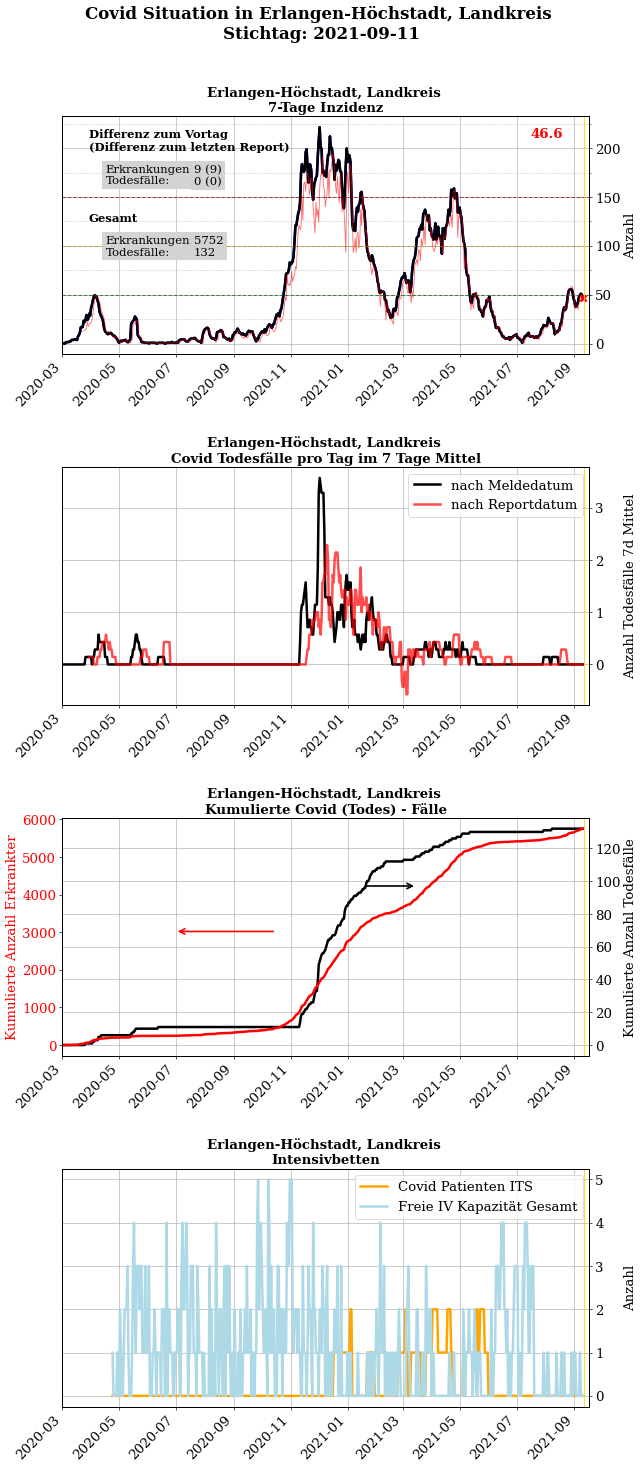 Covid Situation in Erlangen-Höchstadt, Landkreis
Stichtag: 2021-09-11
Erlangen-Höchstadt, Landkreis
7-Tage Inzidenz
Differenz zum Vortag
(Differenz zum letzten Report)
Erkrankungen 9 (9)
Todesfälle: 0 (0)
Gesamt
Erkrankungen 5752
Todesfälle: 132
46.6
200
150
100
50
0
Anzahl
2020-03
2020-05
2020-07
2020-09
2020-11
2021-01
2021-03
2021-05
2021-07
2021-09
Erlangen-Höchstadt, Landkreis
Covid Todesfälle pro Tag im 7 Tage Mittel
nach Meldedatum
nach Reportdatum
3
2
1
0
Anzahl Todesfälle 7d Mittel
2020-03
2020-05
2020-07
2020-09
2020-11
2021-01
2021-03
2021-05
2021-07
2021-09
Erlangen-Höchstadt, Landkreis
Kumulierte Covid (Todes) - Fälle
Kumulierte Anzahl Erkrankter
6000
5000
4000
3000
2000
1000
0
120
100
80
60
40
20
0
Kumulierte Anzahl Todesfälle
2020-03
2020-05
2020-07
2020-09
2020-11
2021-01
2021-03
2021-05
2021-07
2021-09
Erlangen-Höchstadt, Landkreis
Intensivbetten
Covid Patienten ITS
Freie IV Kapazität Gesamt
5
4
3
2
1
0
Anzahl
2020-03
2020-05
2020-07
2020-09
2020-11
2021-01
2021-03
2021-05
2021-07
2021-09